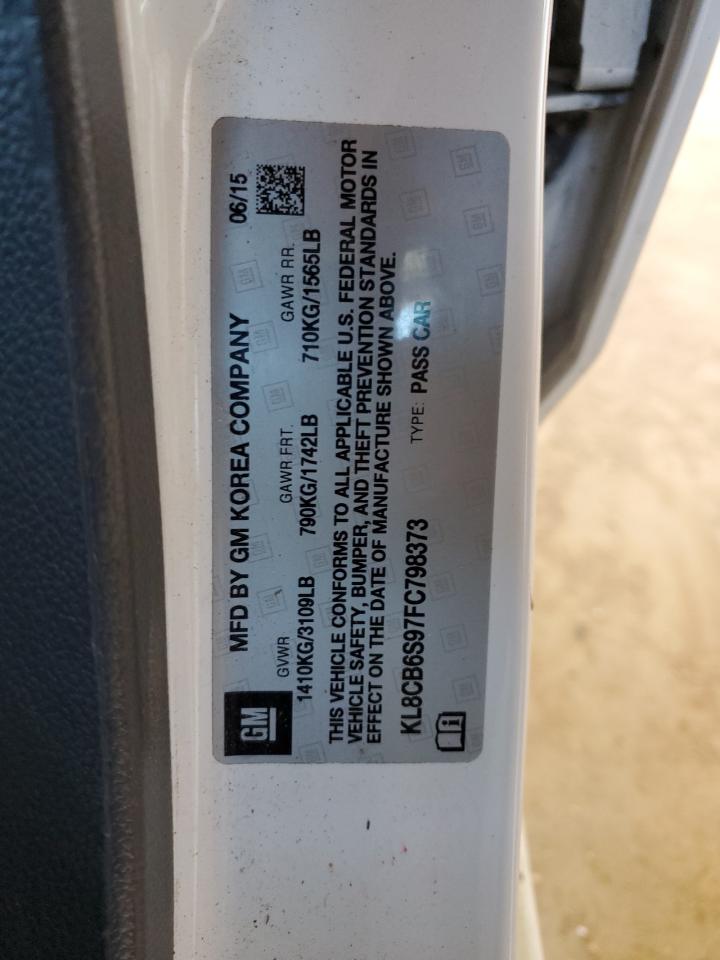 GM
MFD BY GM KOREA COMPANY 06/15
GVWR GAWR FRT. GAWR RR.
1410KG/3109LB 790KG/1742LB 710KG/1565LB
THIS VEHICLE CONFORMS TO ALL APPLICABLE U.S. FEDERAL MOTOR
VEHICLE SAFETY, BUMPER, AND THEFT PREVENTION STANDARDS IN
EFFECT ON THE DATE OF MANUFACTURE SHOWN ABOVE.
KL8CB6S97FC798373 TYPE: PASS CAR